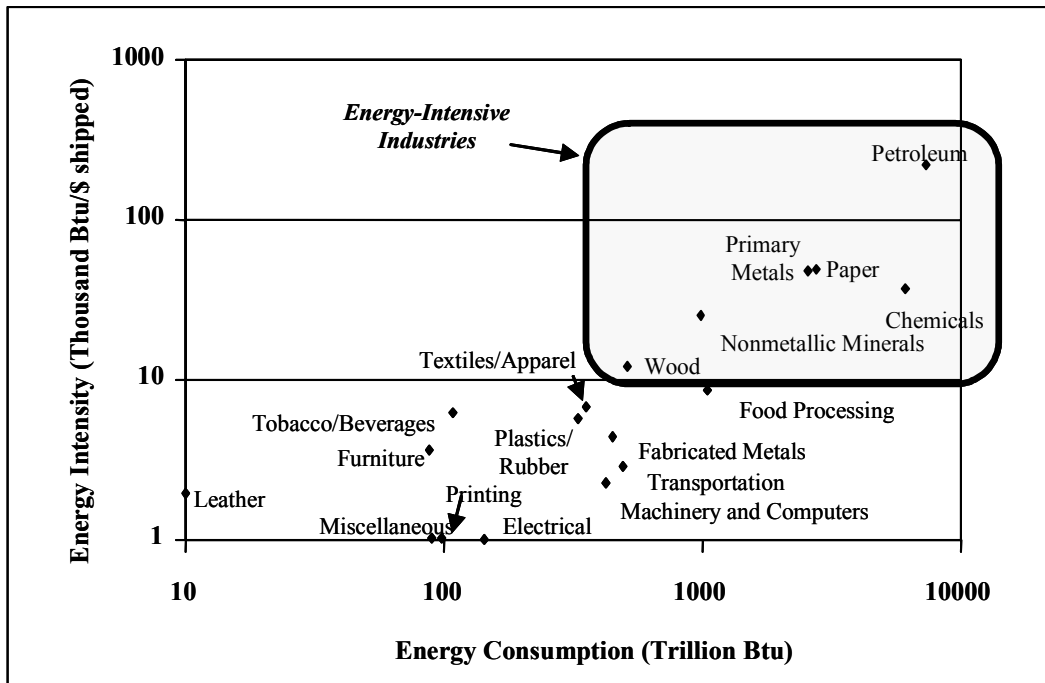 Energy Intensity (Thousand Btu/$ shipped)
1000
100
10
1
Energy-Intensive
Industries
Petroleum
Primary
Metals
Paper
Chemicals
Nonmetallic Minerals
Wood
Textiles/Apparel
Food Processing
Tobacco/Beverages
Plastics/
Rubber
Furniture
Fabricated Metals
Transportation
Leather
Printing
Machinery and Computers
Miscellaneous
Electrical
10
100
1000
10000
Energy Consumption (Trillion Btu)